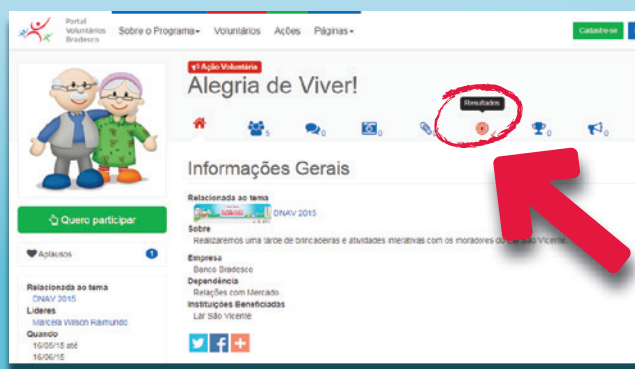 Portal
Voluntários
Bradesco
Sobre o Programa
Voluntários
Ações
Páginas
Cadastre-se
Ação Voluntária
Alegria de Viver!
Resultados
5
0
0
0
0
Informações Gerais
Relacionada ao tema
DNAV 2015
Sobre
Realizaremos uma tarde de brincadeiras e atividades interativas com os moradores do Lar São Vicente.
Empresa
Banco Bradesco
Dependência
Relações com Mercado
Instituições Beneficiadas
Lar São Vicente
Quero participar
Aplausos 1
Relacionada ao tema
DNAV 2015
Líderes
Marcela Wilson Raimundo
Quando
16/05/15 até
16/06/15